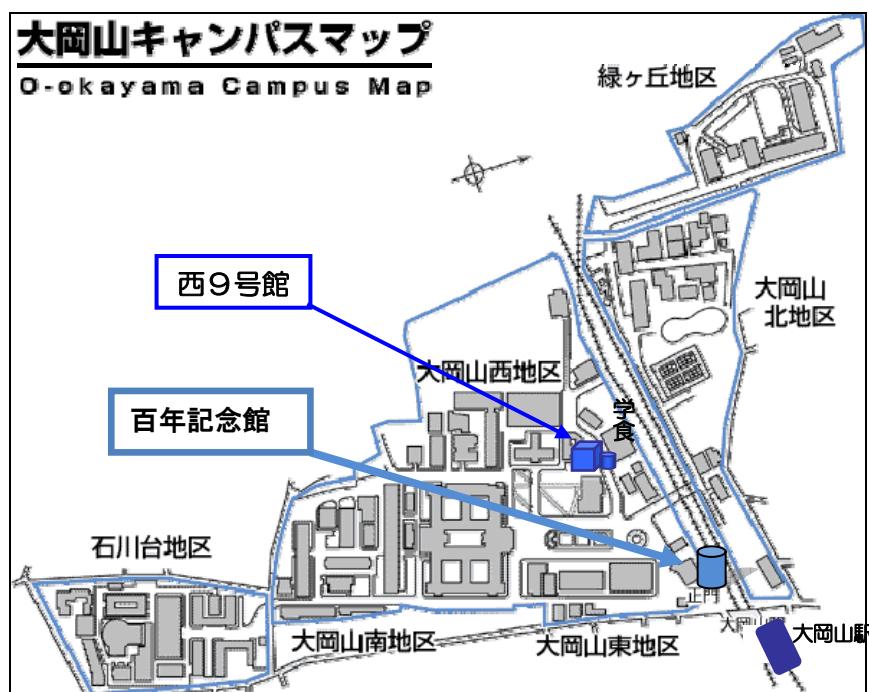 大岡山キャンパスマップ
O-okayama Campus Map
緑ヶ丘地区
西９号館
大岡山
北地区
大岡山西地区
学食
百年記念館
石川台地区
正門
大岡山南地区
大岡山東地区
大岡山駅